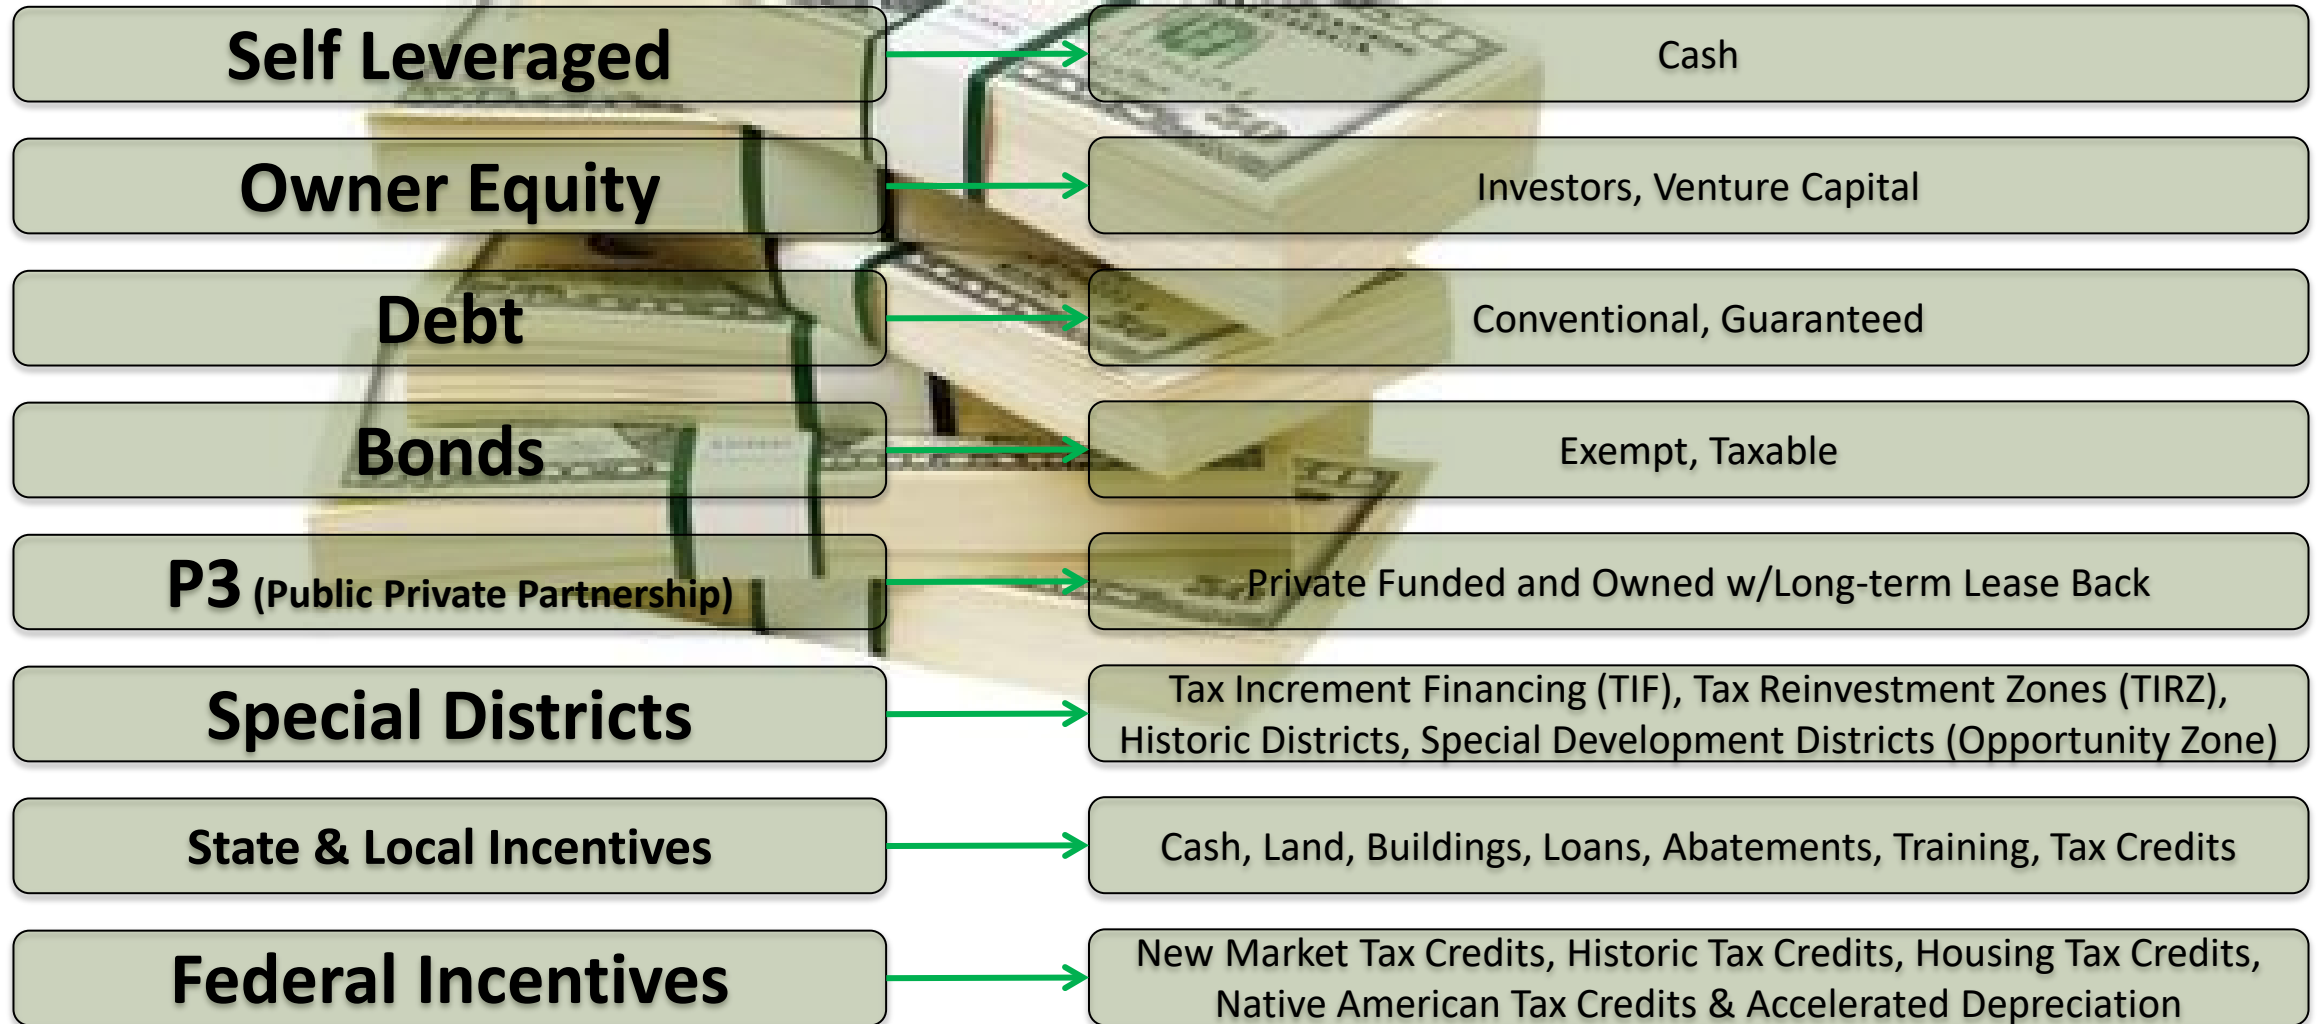 Self Leveraged
Cash
Owner Equity
Investors, Venture Capital
Debt
Conventional, Guaranteed
Bonds
Exempt, Taxable
P3 (Public Private Partnership)
Private Funded and Owned w/Long-term Lease Back
Special Districts
Tax Increment Financing (TIF), Tax Reinvestment Zones (TIRZ),
Historic Districts, Special Development Districts (Opportunity Zone)
State & Local Incentives
Cash, Land, Buildings, Loans, Abatements, Training, Tax Credits
Federal Incentives
New Market Tax Credits, Historic Tax Credits, Housing Tax Credits,
Native American Tax Credits & Accelerated Depreciation